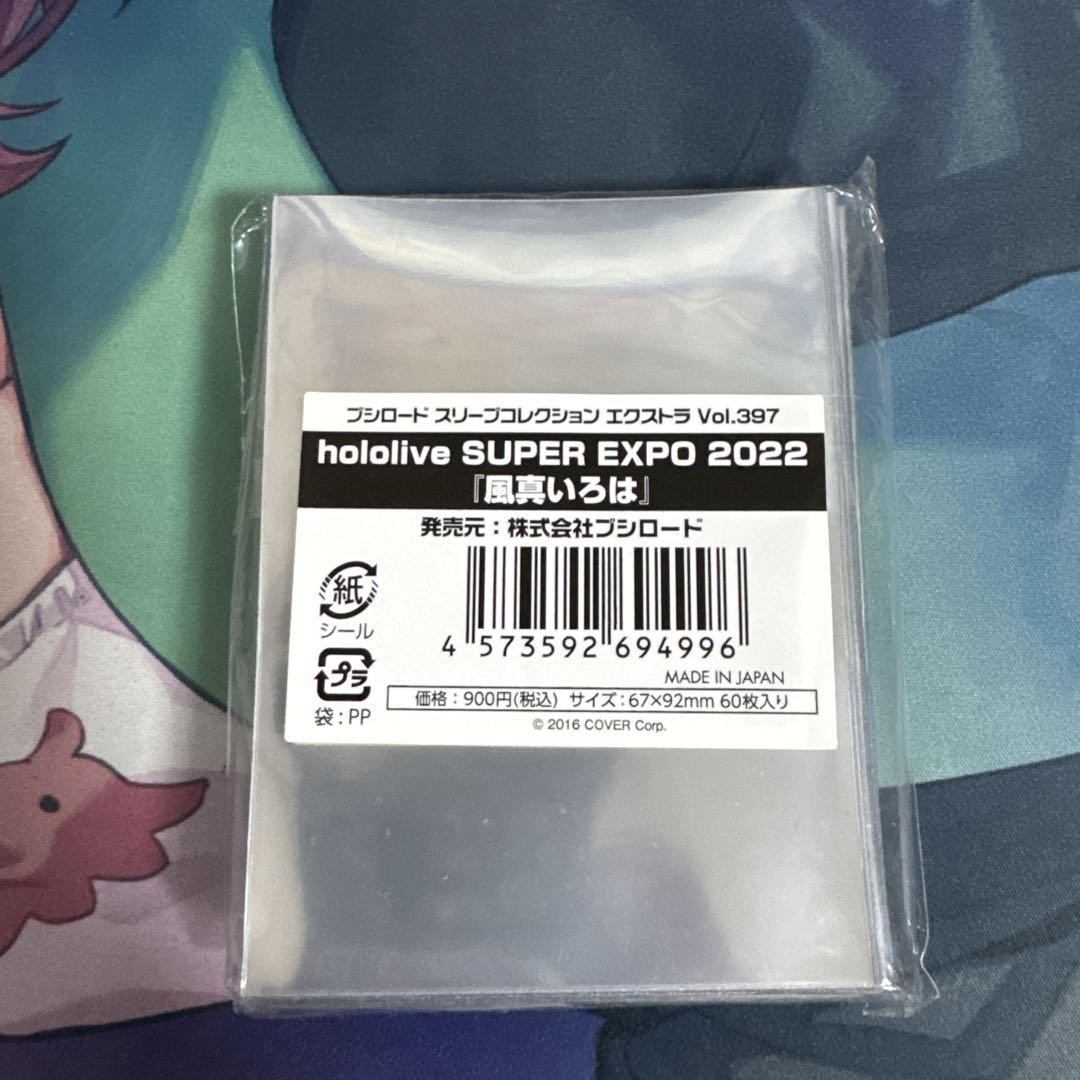 ブシロード スリーブコレクション エクストラ Vol.397
hololive SUPER EXPO 2022
『風真いろは』
発売元：株式会社ブシロード
紙
シール
4 573592 694996
プラ
MADE IN JAPAN
価格：900円(税込) サイズ：67×92mm 60枚入り
袋：PP
© 2016 COVER Corp.